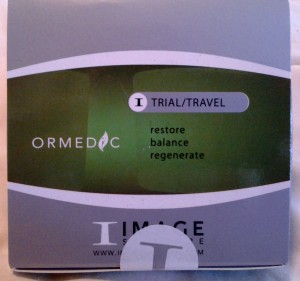 I TRIAL/TRAVEL
ORMEDIC
restore
balance
regenerate
I IMAGE